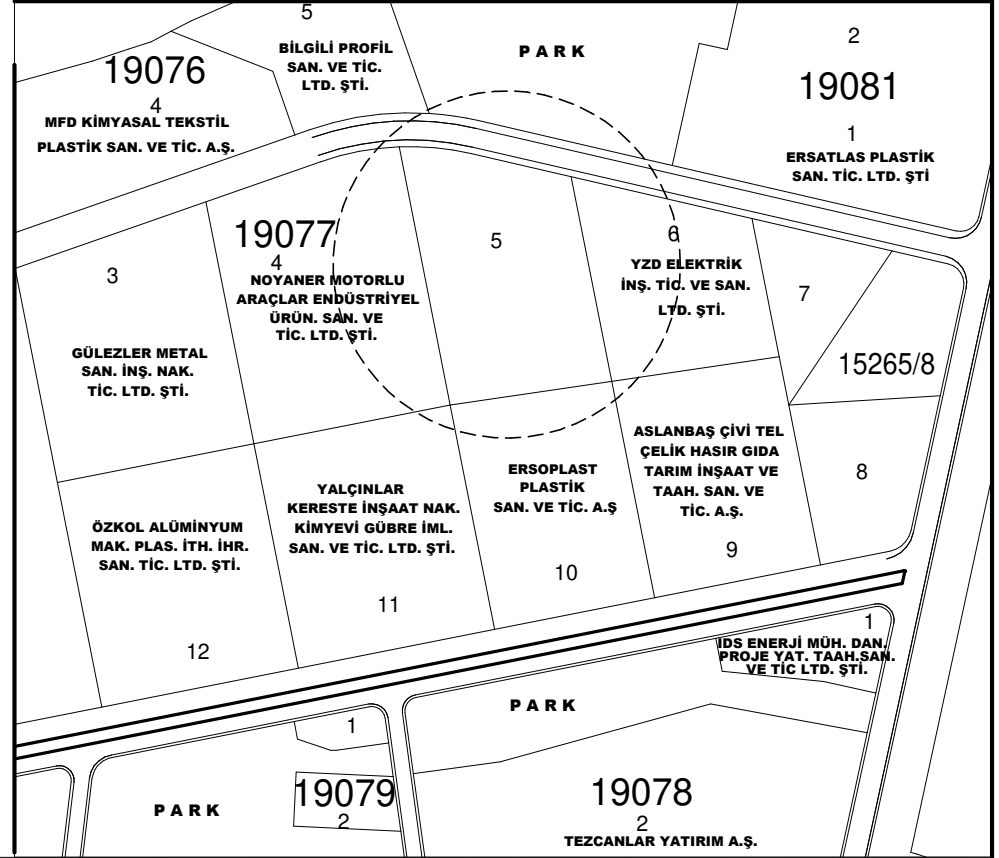 5
BİLGİLİ PROFİL
SAN. VE TİC.
LTD. ŞTİ.
PARK
2
19076
4
MFD KİMYASAL TEKSTİL
PLASTİK SAN. VE TİC. A.Ş.
19081
1
ERSATLAS PLASTİK
SAN. TİC. LTD. ŞTİ
19077
4
NOYANER MOTORLU
ARAÇLAR ENDÜSTRİYEL
ÜRÜN. SAN. VE
TİC. LTD. ŞTİ.
5
6
YZD ELEKTRİK
İNŞ. TİC. VE SAN.
LTD. ŞTİ.
3
GÜLEZLER METAL
SAN. İNŞ. NAK.
TİC. LTD. ŞTİ.
7
15265/8
8
ASLANBAŞ ÇİVİ TEL
ÇELİK HASIR GIDA
TARIM İNŞAAT VE
TAAH. SAN. VE
TİC. A.Ş.
9
ERSOPLAST
PLASTİK
SAN. VE TİC. A.Ş
10
YALÇINLAR
KERESTE İNŞAAT NAK.
KİMYEVİ GÜBRE İML.
SAN. VE TİC. LTD. ŞTİ.
11
ÖZKOL ALÜMİNYUM
MAK. PLAS. İTH. İHR.
SAN. TİC. LTD. ŞTİ.
12
1
IDS ENERJİ MÜH. DAN.
PROJE YAT. TAAH.SAN.
VE TİC LTD. ŞTİ.
PARK
1
19079
2
PARK
19078
2
TEZCANLAR YATIRIM A.Ş.